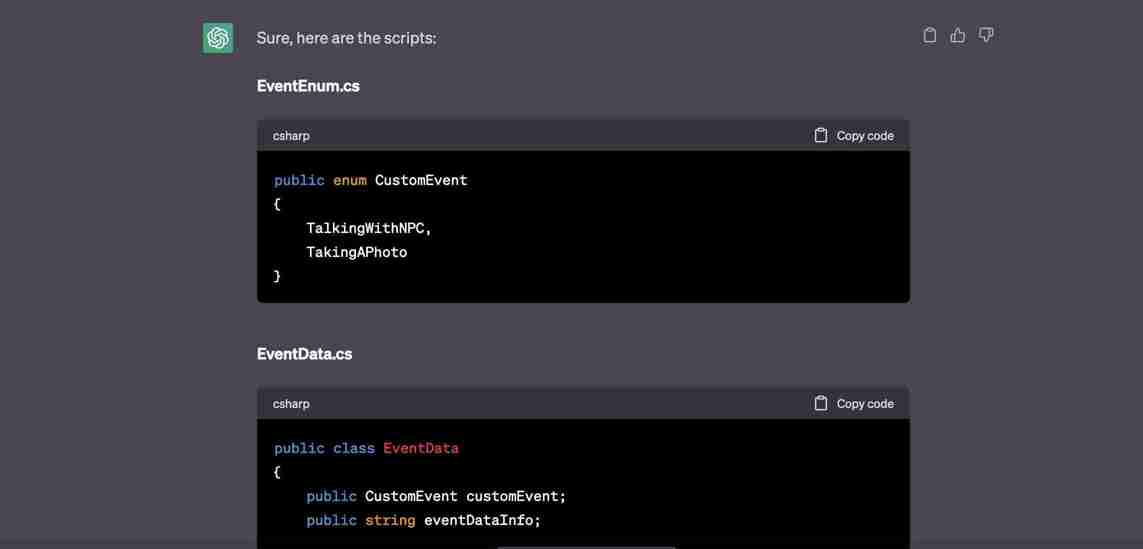 Sure, here are the scripts:
EventEnum.cs
csharp
Copy code
public enum CustomEvent
{
    TalkingWithNPC,
    TakingAPhoto
}
EventData.cs
csharp
Copy code
public class EventData
{
    public CustomEvent customEvent;
    public string eventDataInfo;